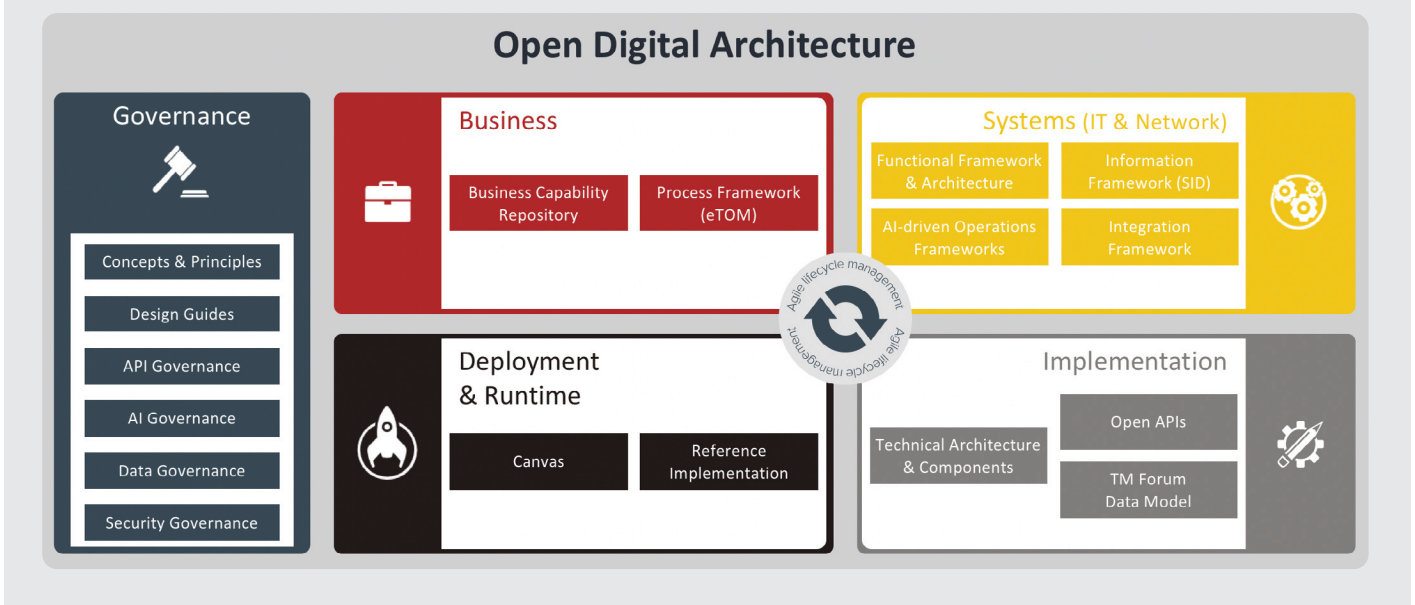 Open Digital Architecture
Governance
Concepts & Principles
Design Guides
API Governance
AI Governance
Data Governance
Security Governance
Business
Business Capability
Repository
Process Framework
(eTOM)
Systems (IT & Network)
Functional Framework
& Architecture
Information
Framework (SID)
AI-driven Operations
Frameworks
Integration
Framework
Agile lifecycle management
Agile lifecycle management
Deployment
& Runtime
Canvas
Reference
Implementation
Implementation
Technical Architecture
& Components
Open APIs
TM Forum
Data Model